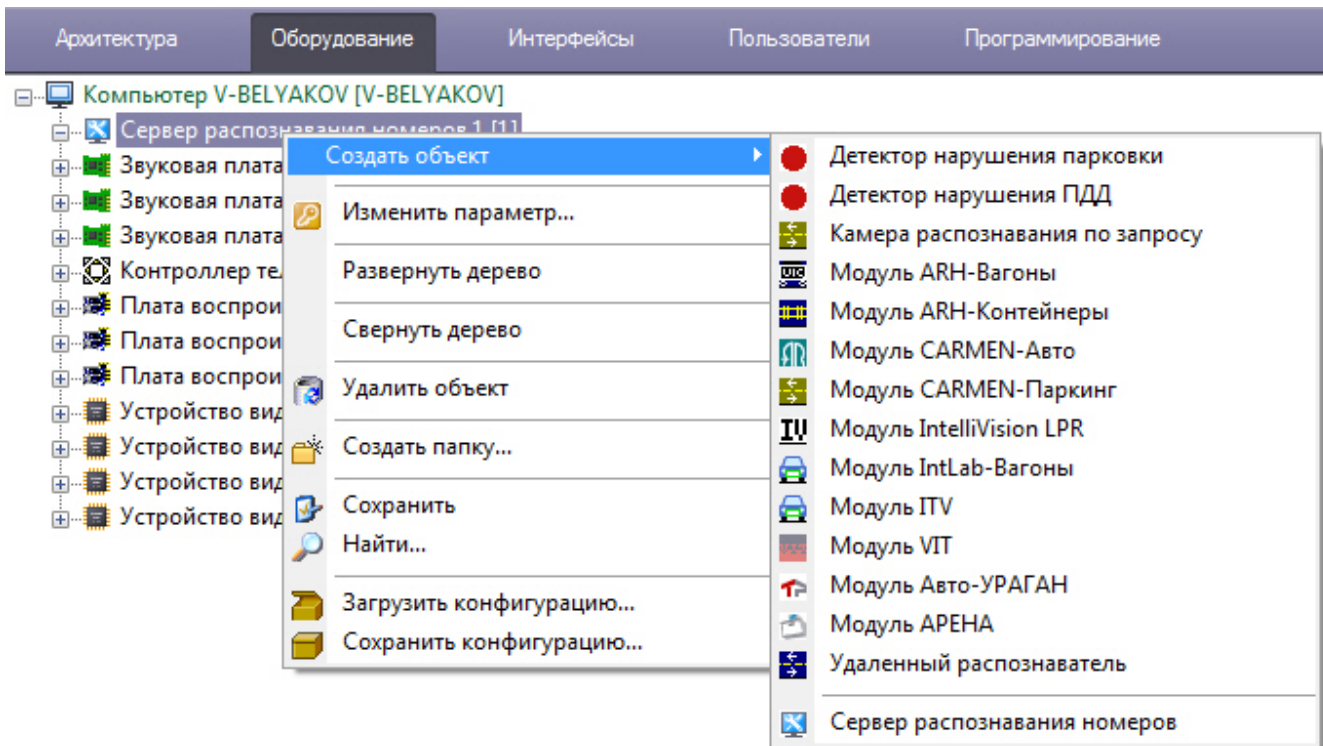 Архитектура Оборудование Интерфейсы Пользователи Программирование
Компьютер V-BELYAKOV [V-BELYAKOV]
Сервер распознавания номеров 1 [1]
Звуковая плата
Звуковая плата
Звуковая плата
Контроллер тел
Плата воспрои
Плата воспрои
Плата воспрои
Устройство вид
Устройство вид
Устройство вид
Устройство вид
Создать объект
Изменить параметр...
Развернуть дерево
Свернуть дерево
Удалить объект
Создать папку...
Сохранить
Найти...
Загрузить конфигурацию...
Сохранить конфигурацию...
Детектор нарушения парковки
Детектор нарушения ПДД
Камера распознавания по запросу
Модуль ARH-Вагоны
Модуль ARH-Контейнеры
Модуль CARMEN-Авто
Модуль CARMEN-Паркинг
Модуль IntelliVision LPR
Модуль IntLab-Вагоны
Модуль ITV
Модуль VIT
Модуль Авто-УРАГАН
Модуль АРЕНА
Удаленный распознаватель
Сервер распознавания номеров